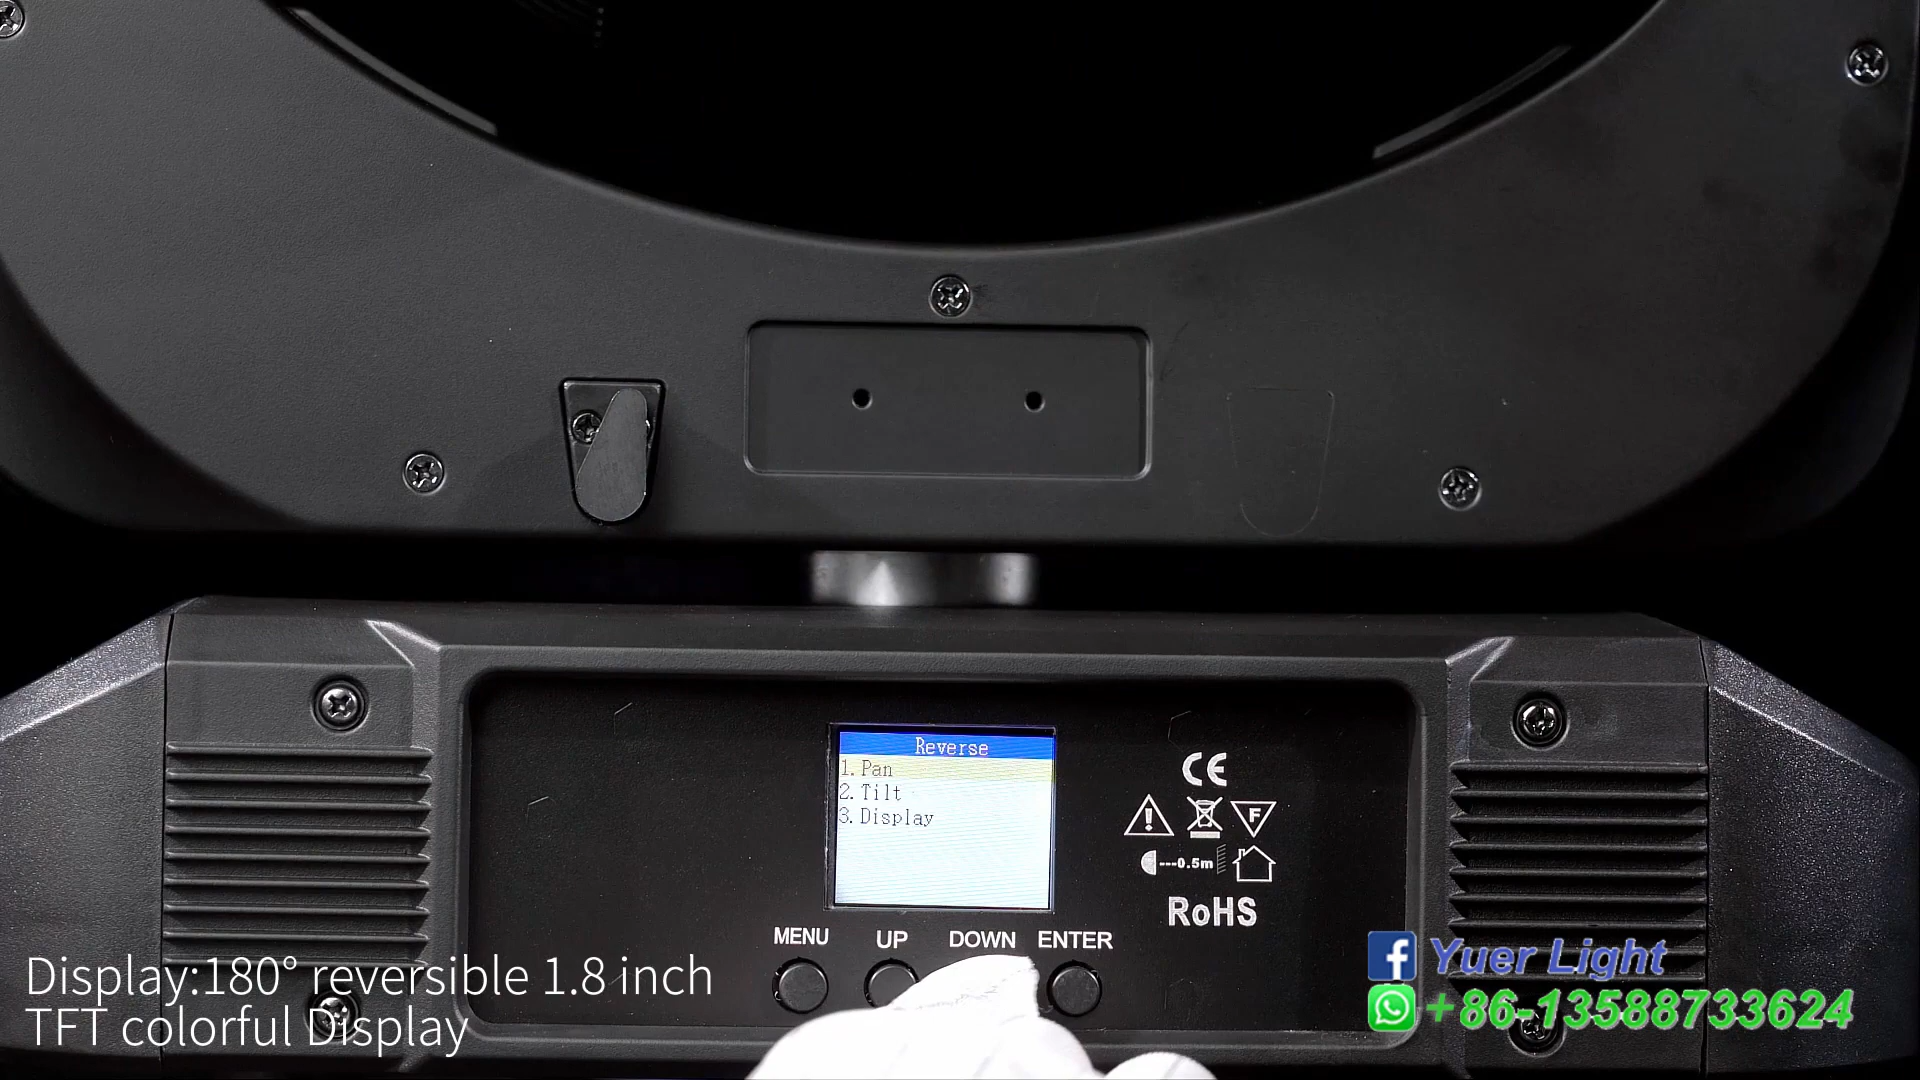 Reverse
1.Pan
2.Tilt
3.Display
CE
F
---0.5m
RoHS
MENU UP DOWN ENTER
Display:180° reversible 1.8 inch
TFT colorful Display
f Yuer Light
+86-13588733624